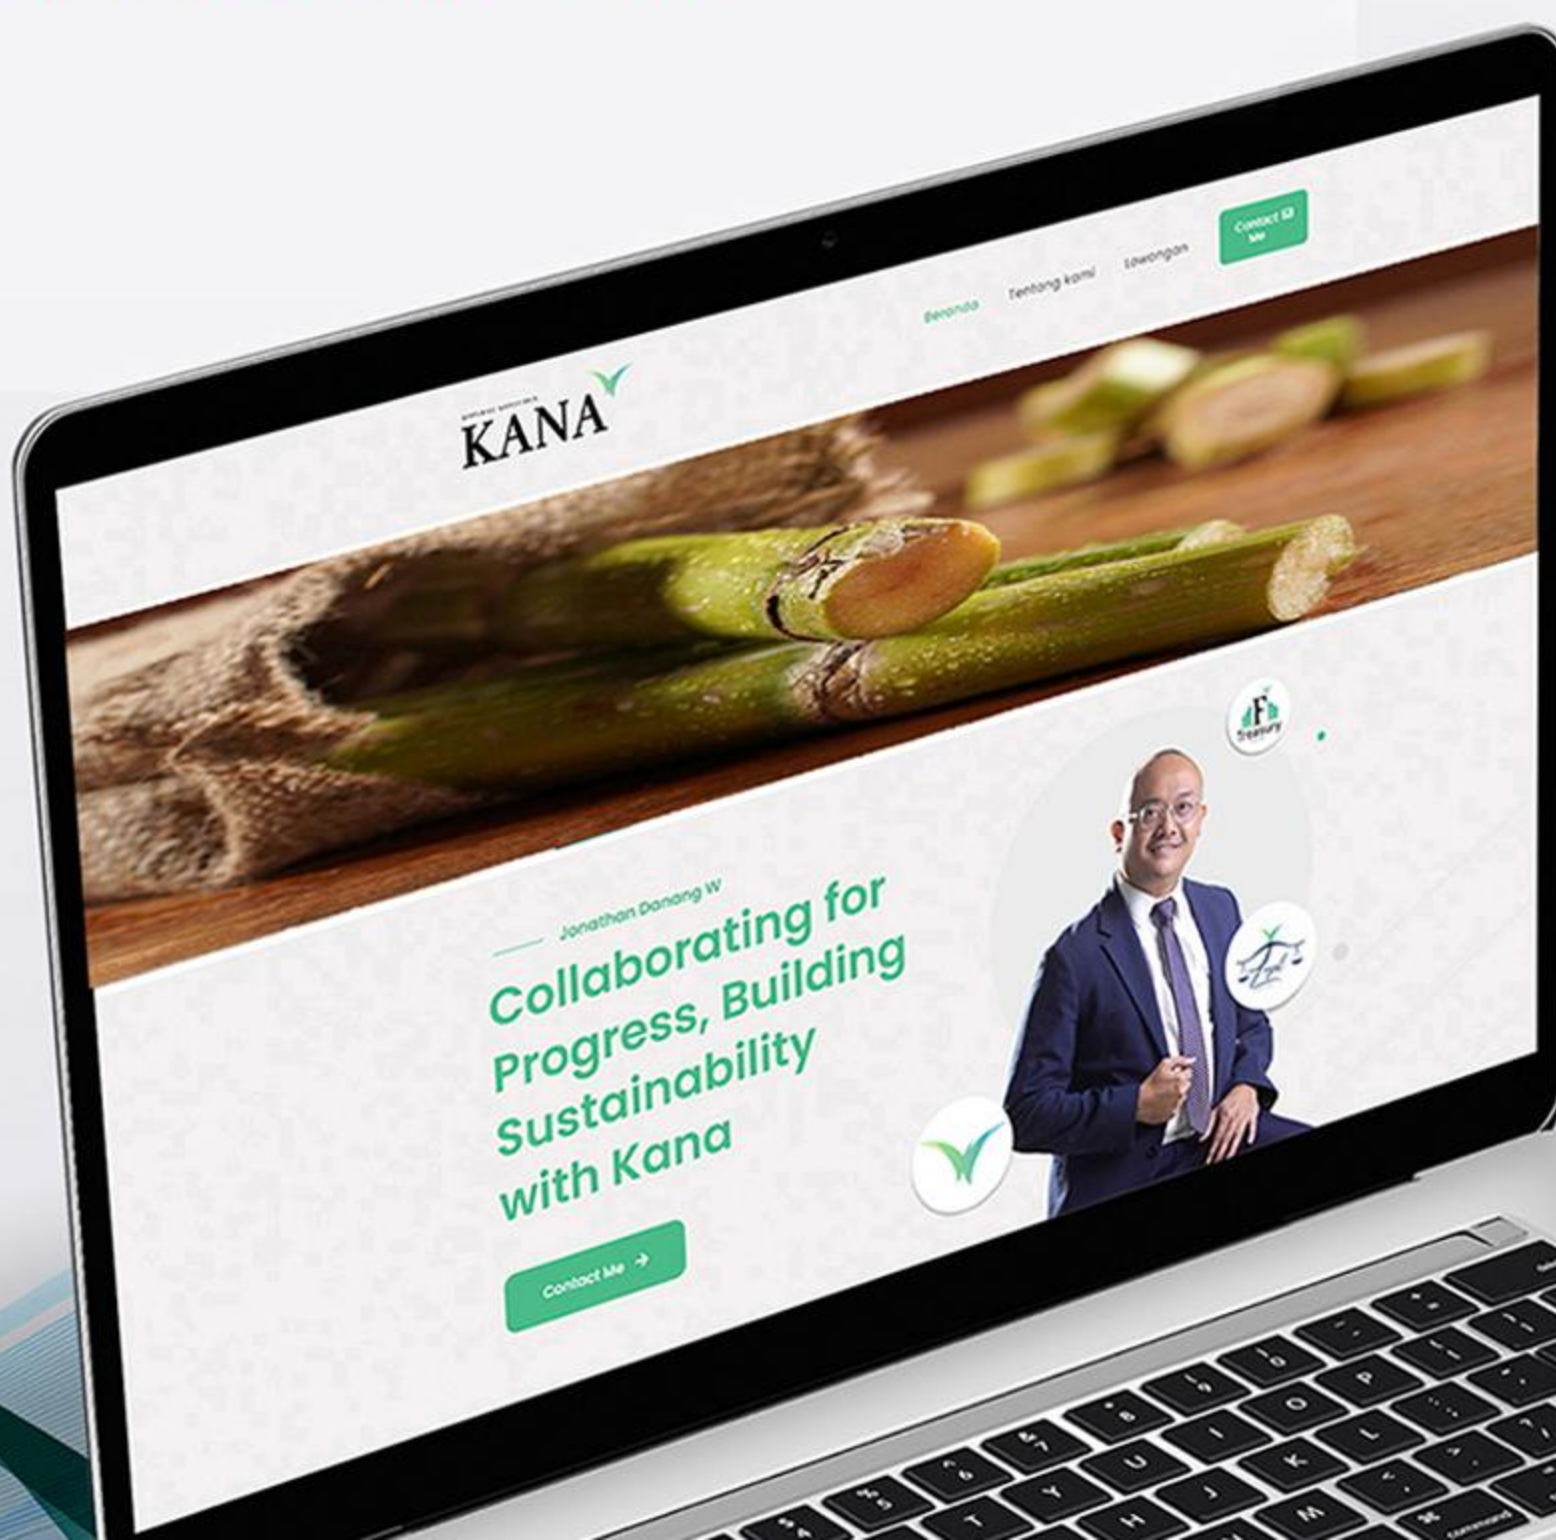 KANA
Beranda
Tentang kami
Lowongan
Contact
Me
F
Treasury
Jonathan Danang W
Collaborating for
Progress, Building
Sustainability
with Kana
Contact Me →
command